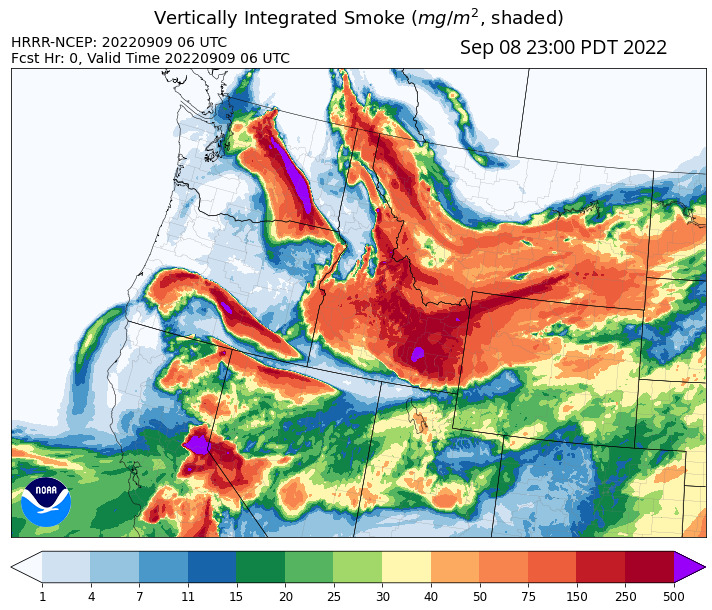 Vertically Integrated Smoke (mg/m², shaded)
HRRR-NCEP: 20220909 06 UTC
Fcst Hr: 0, Valid Time 20220909 06 UTC
Sep 08 23:00 PDT 2022
NOAA
1 4 7 11 15 20 25 30 40 50 75 150 250 500